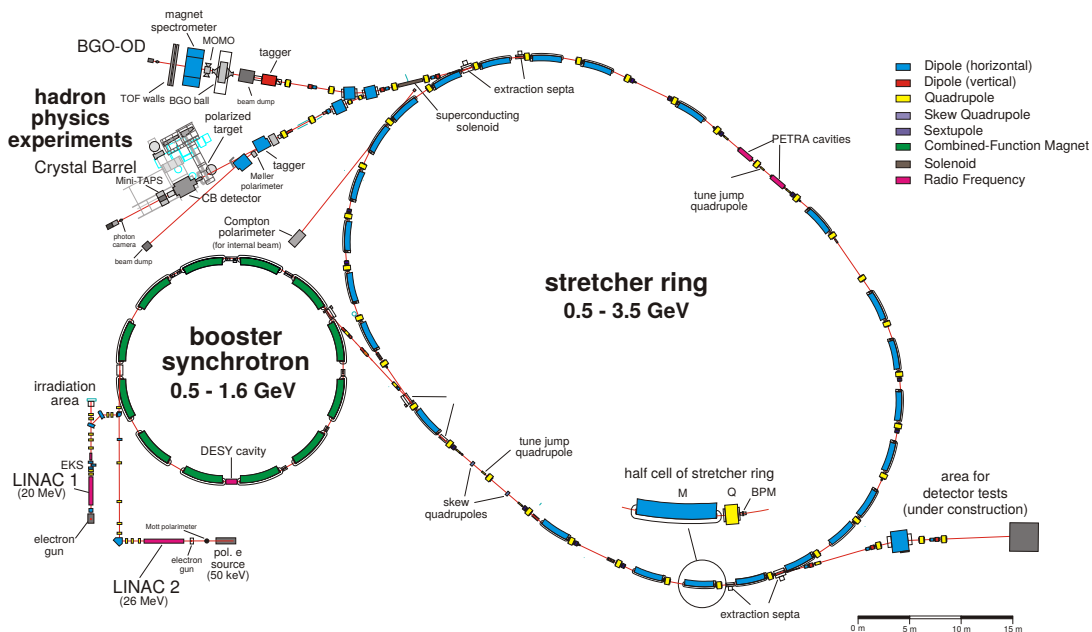 BGO-OD
magnet
spectrometer
MOMO
tagger
TOF walls
BGO ball
beam dump
hadron
physics
experiments
Crystal Barrel
polarized
target
tagger
Møller
polarimeter
Mini-TAPS
CB detector
photon
camera
beam dump
Compton
polarimeter
(for internal beam)
extraction septa
superconducting
solenoid
PETRA cavities
tune jump
quadrupole
Dipole (horizontal)
Dipole (vertical)
Quadrupole
Skew Quadrupole
Sextupole
Combined-Function Magnet
Solenoid
Radio Frequency
stretcher ring
0.5 - 3.5 GeV
booster
synchrotron
0.5 - 1.6 GeV
DESY cavity
irradiation
area
EKS
LINAC 1
(20 MeV)
electron
gun
Mott polarimeter
electron
gun
pol. e
source
(50 keV)
LINAC 2
(26 MeV)
tune jump
quadrupole
skew
quadrupoles
half cell of stretcher ring
M
Q
BPM
area for
detector tests
(under construction)
extraction septa
0 m
5 m
10 m
15 m